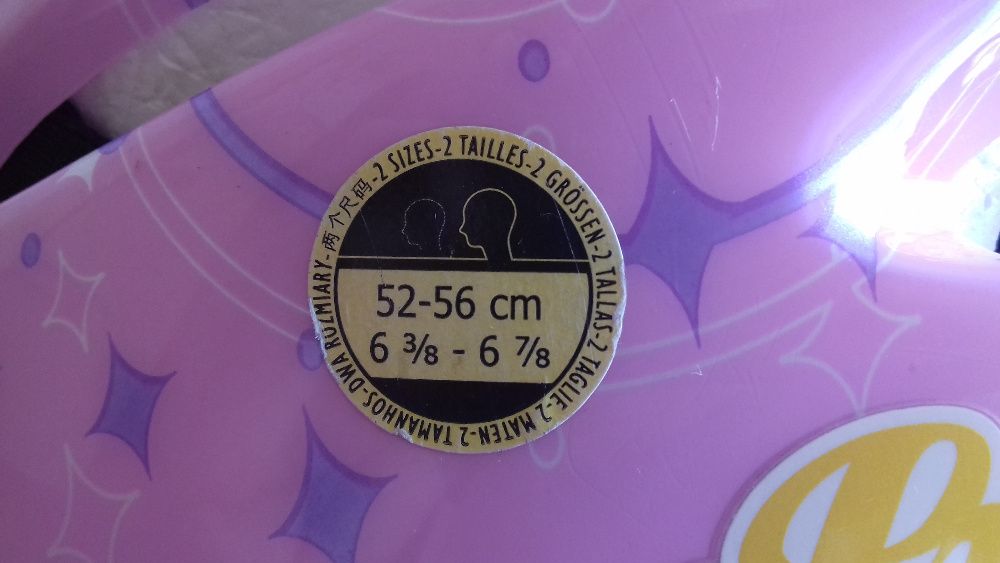 两个尺码-2 SIZES-2 TAILLES-2 GRÖSSEN-2 TALLAS-2 TAGLIE-2 MATEN-2 TAMANHOS-DWA ROZMIARY-
52-56 cm
6 3/8 - 6 7/8